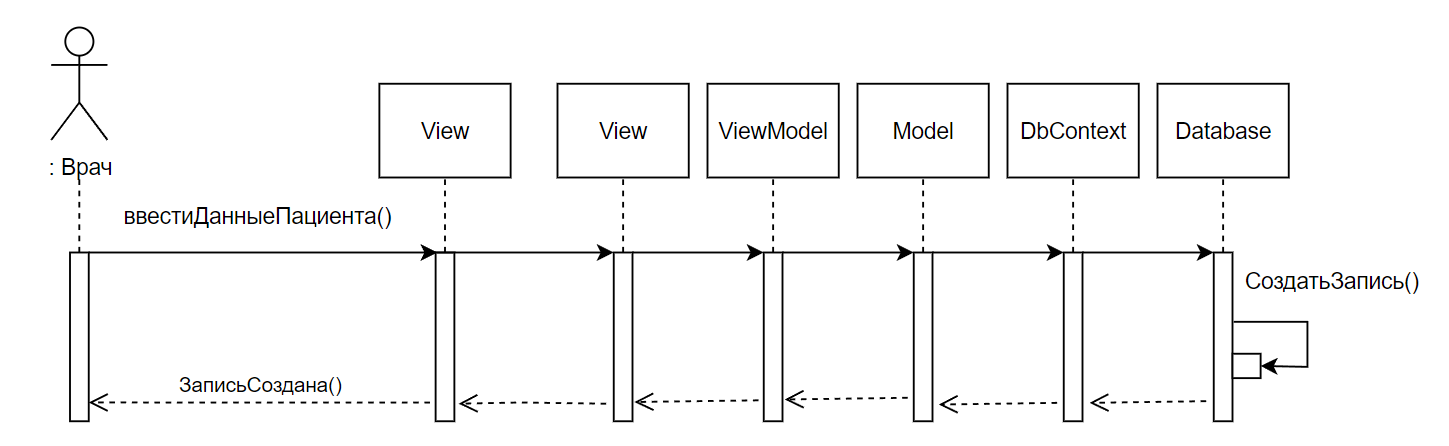 : Врач
View
View
ViewModel
Model
DbContext
Database
ввестиДанныеПациента()
СоздатьЗапись()
ЗаписьСоздана()